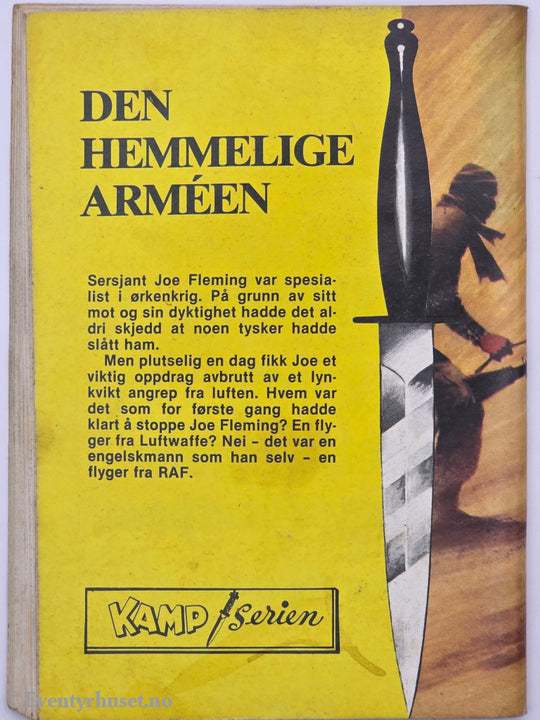 DEN
HEMMELIGE
ARMÉEN
Sersjant Joe Fleming var spesia-
list i ørkenkrig. På grunn av sitt
mot og sin dyktighet hadde det al-
dri skjedd at noen tysker hadde
slått ham.
Men plutselig en dag fikk Joe et
viktig oppdrag avbrutt av et lyn-
kvikt angrep fra luften. Hvem var
det som for første gang hadde
klart å stoppe Joe Fleming? En fly-
ger fra Luftwaffe? Nei – det var en
engelskmann som han selv – en
flyger fra RAF.
KAMP serien
Eventyrhuset.no